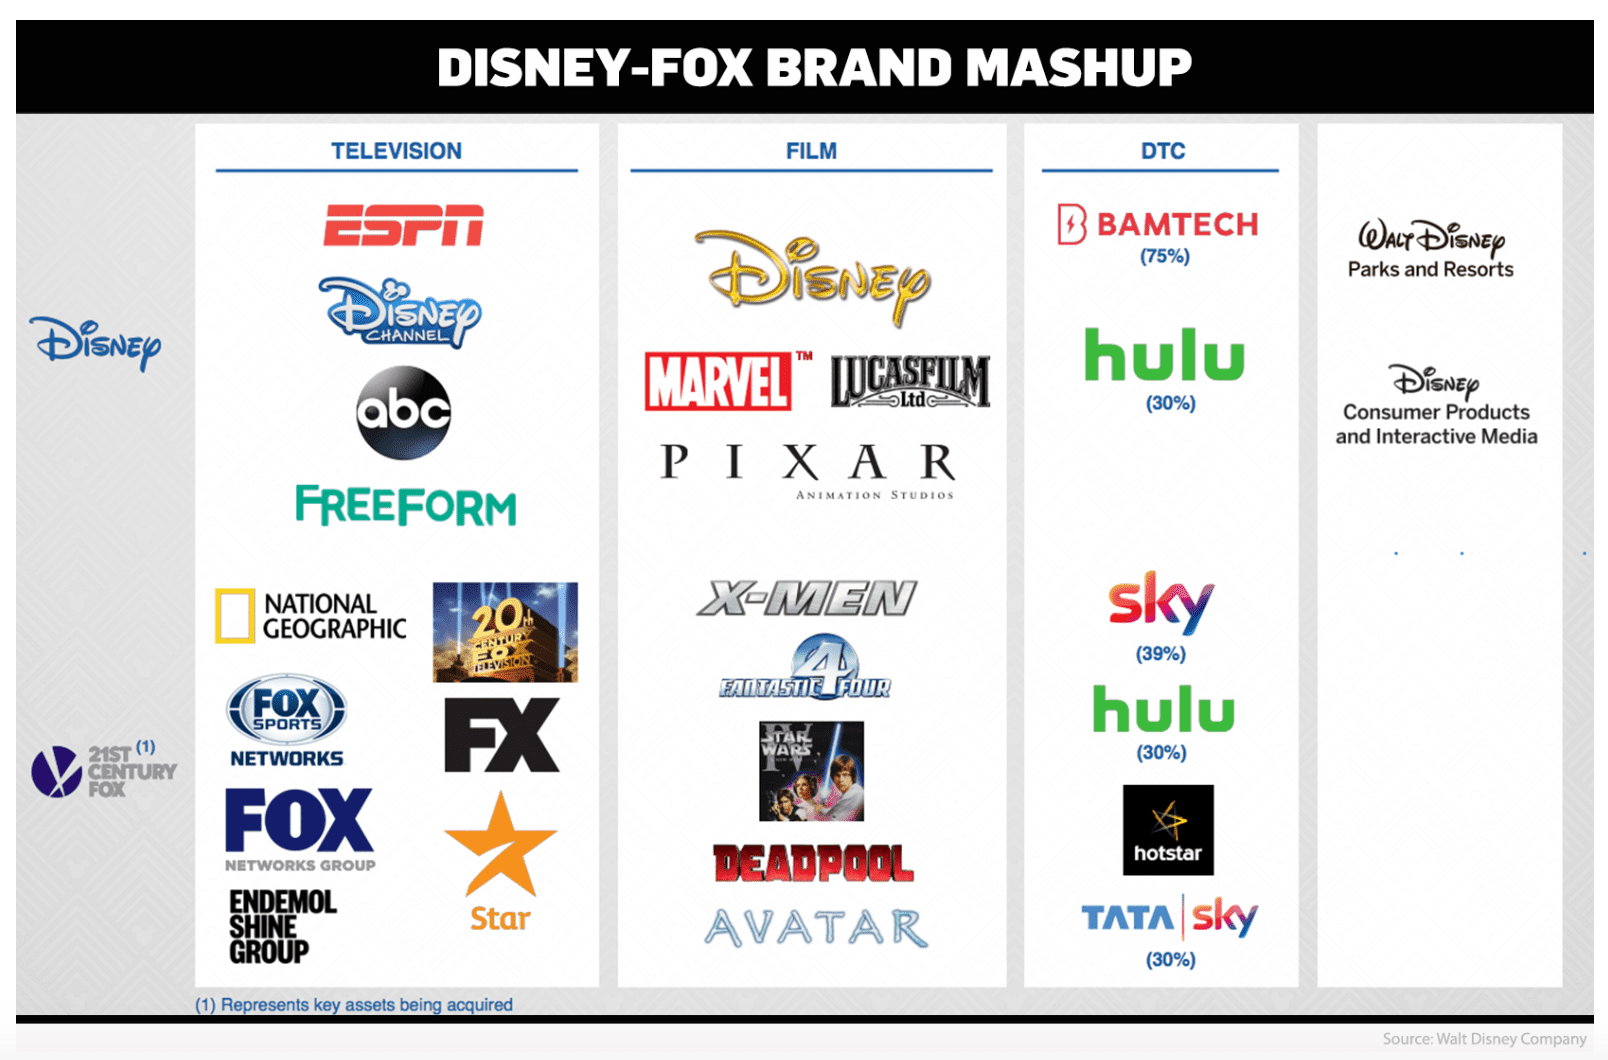 DISNEY-FOX BRAND MASHUP
TELEVISION
FILM
DTC
DISNEY
ESPN
DISNEY
CHANNEL
abc
FREEFORM
DISNEY
MARVEL™
LUCASFILM
Ltd
PIXAR
ANIMATION STUDIOS
BAMTECH
(75%)
hulu
(30%)
WALT DISNEY
Parks and Resorts
DISNEY
Consumer Products
and Interactive Media
21ST (1)
CENTURY
FOX
NATIONAL
GEOGRAPHIC
20th
CENTURY
FOX
TELEVISION
FOX
SPORTS
NETWORKS
FX
FOX
NETWORKS GROUP
Star
ENDEMOL
SHINE
GROUP
X-MEN
4
FANTASTIC FOUR
IV
STAR
WARS
DEADPOOL
AVATAR
sky
(39%)
hulu
(30%)
hotstar
TATA | sky
(30%)
(1) Represents key assets being acquired
Source: Walt Disney Company